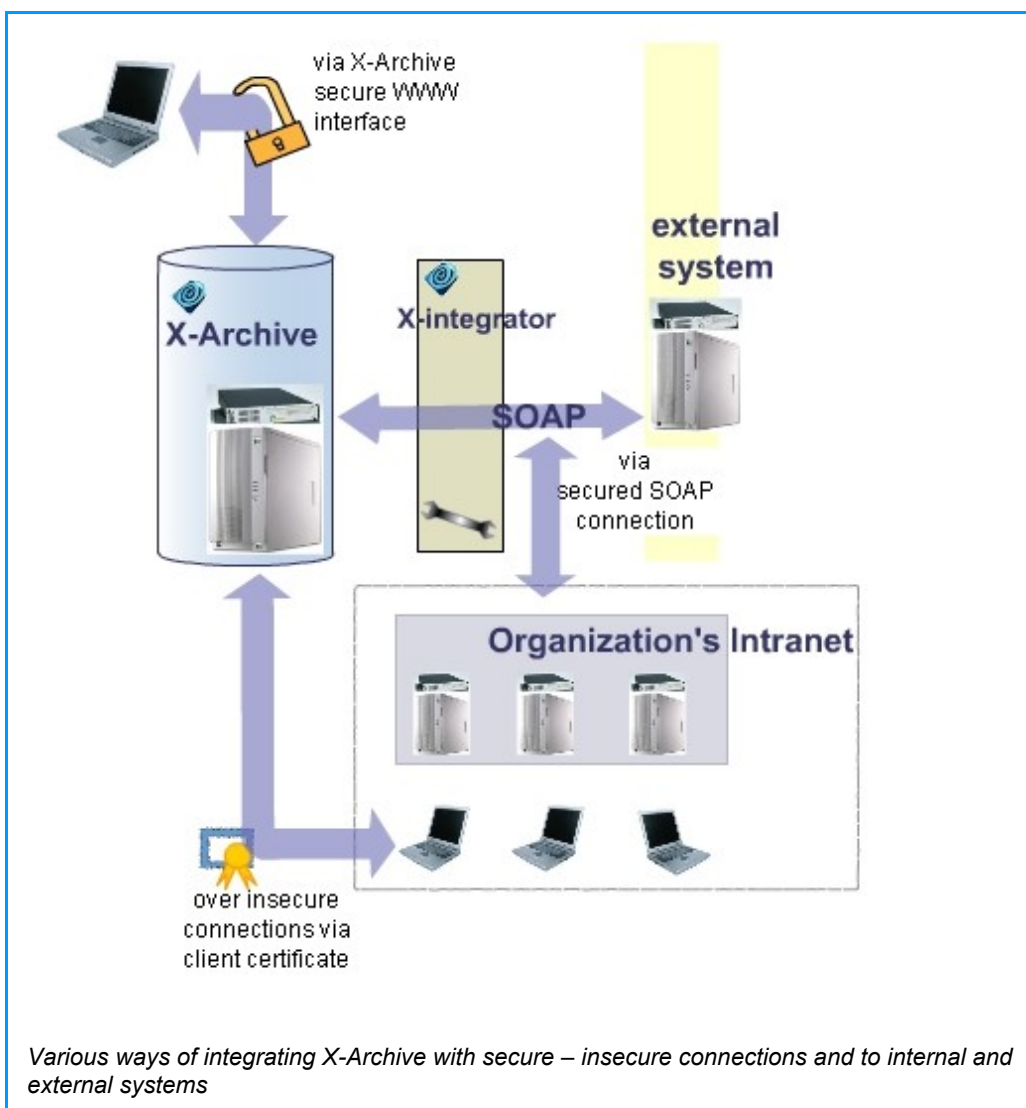 via X-Archive
secure WWW
interface
external
system
X-Archive
X-integrator
SOAP
via
secured SOAP
connection
Organization's Intranet
over insecure
connections via
client certificate
Various ways of integrating X-Archive with secure – insecure connections and to internal and
external systems